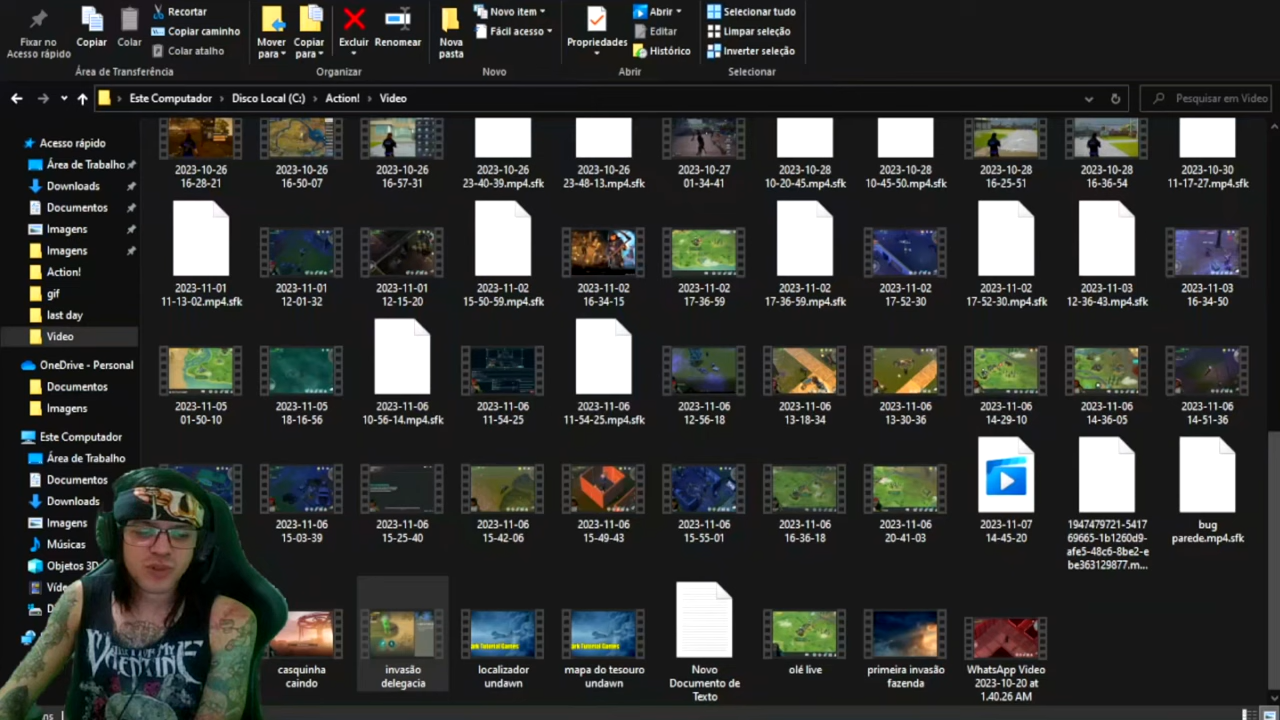 Fixar no
Acesso rápido
Copiar
Colar
Recortar
Copiar caminho
Colar atalho
Área de Transferência
Mover
para
Copiar
para
Excluir
Renomear
Organizar
Nova
pasta
Novo item
Fácil acesso
Novo
Propriedades
Abrir
Editar
Histórico
Abrir
Selecionar tudo
Limpar seleção
Inverter seleção
Selecionar
Este Computador > Disco Local (C:) > Action! > Video
Pesquisar em Video
Acesso rápido
Área de Trabalho
Downloads
Documentos
Imagens
Imagens
Action!
gif
last day
Video
OneDrive - Personal
Documentos
Imagens
Este Computador
Área de Trabalho
Documentos
Downloads
Imagens
Músicas
Objetos 3D
2023-10-26
16-28-21
2023-10-26
16-50-07
2023-10-26
16-57-31
2023-10-26
23-40-39.mp4.sfk
2023-10-26
23-48-13.mp4.sfk
2023-10-27
01-34-41
2023-10-28
10-20-45.mp4.sfk
2023-10-28
10-45-50.mp4.sfk
2023-10-28
16-25-51
2023-10-28
16-36-54
2023-10-30
11-17-27.mp4.sfk
2023-11-01
11-13-02.mp4.sfk
2023-11-01
12-01-32
2023-11-01
12-15-20
2023-11-02
15-50-59.mp4.sfk
2023-11-02
16-34-15
2023-11-02
17-36-59
2023-11-02
17-36-59.mp4.sfk
2023-11-02
17-52-30
2023-11-02
17-52-30.mp4.sfk
2023-11-03
12-36-43.mp4.sfk
2023-11-03
16-34-50
2023-11-05
01-50-10
2023-11-05
18-16-56
2023-11-06
10-56-14.mp4.sfk
2023-11-06
11-54-25
2023-11-06
11-54-25.mp4.sfk
2023-11-06
12-56-18
2023-11-06
13-18-34
2023-11-06
13-30-36
2023-11-06
14-29-10
2023-11-06
14-36-05
2023-11-06
14-51-36
2023-11-06
15-03-39
2023-11-06
15-25-40
2023-11-06
15-42-06
2023-11-06
15-49-43
2023-11-06
15-55-01
2023-11-06
16-36-18
2023-11-06
20-41-03
2023-11-07
14-45-20
1947479721-5417
69665-1b1260d9-
afe5-48c6-8be2-e
be363129877.m...
bug
parede.mp4.sfk
casquinha
caindo
invasão
delegacia
ark Tutorial Games
localizador
undawn
ark Tutorial Games
mapa do tesouro
undawn
Novo
Documento de
Texto
olé live
primeira invasão
fazenda
WhatsApp Video
2023-10-20 at
1.40.26 AM
BULLET
VALENTINE